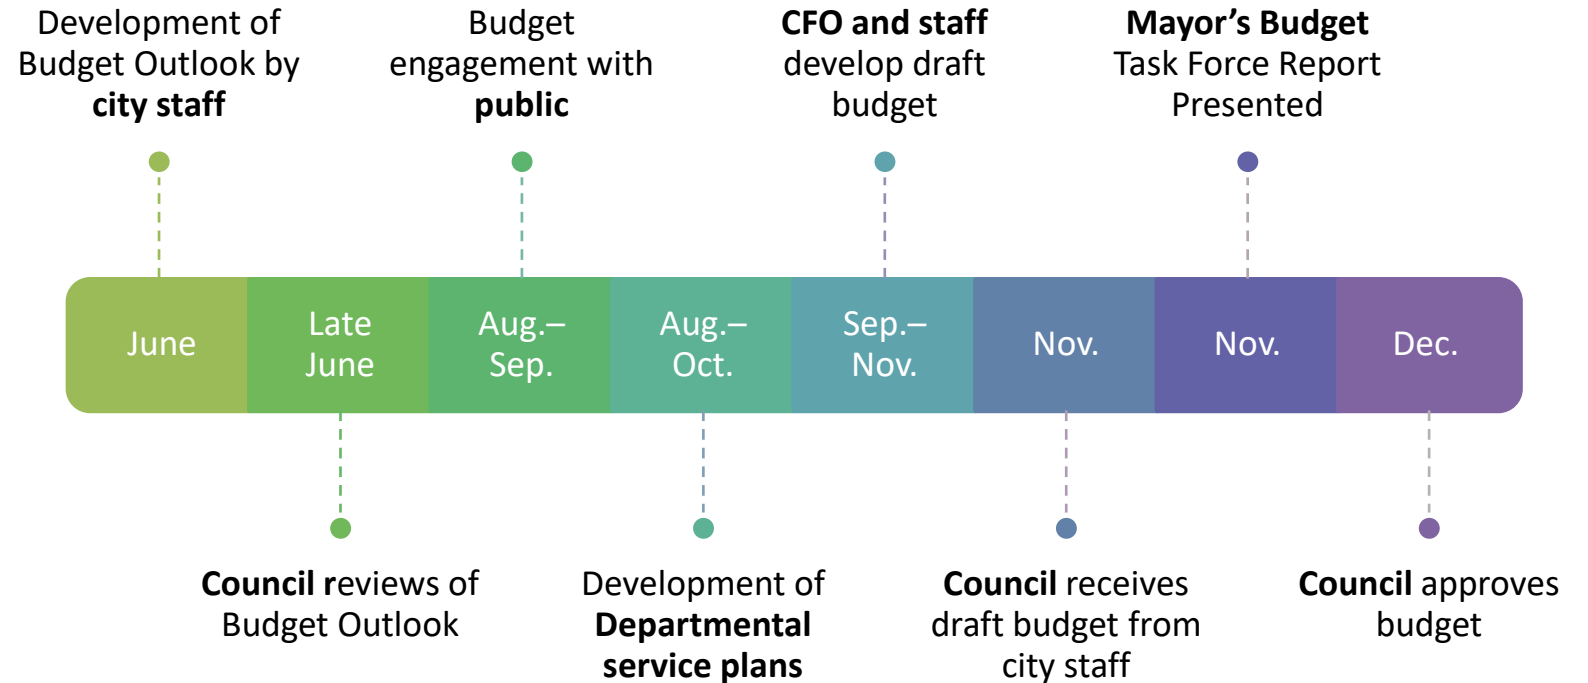 Development of
Budget Outlook by
city staff
Budget
engagement with
public
CFO and staff
develop draft
budget
Mayor’s Budget
Task Force Report
Presented
June
Late
June
Aug.–
Sep.
Aug.–
Oct.
Sep.–
Nov.
Nov.
Nov.
Dec.
Council reviews of
Budget Outlook
Development of
Departmental
service plans
Council receives
draft budget from
city staff
Council approves
budget